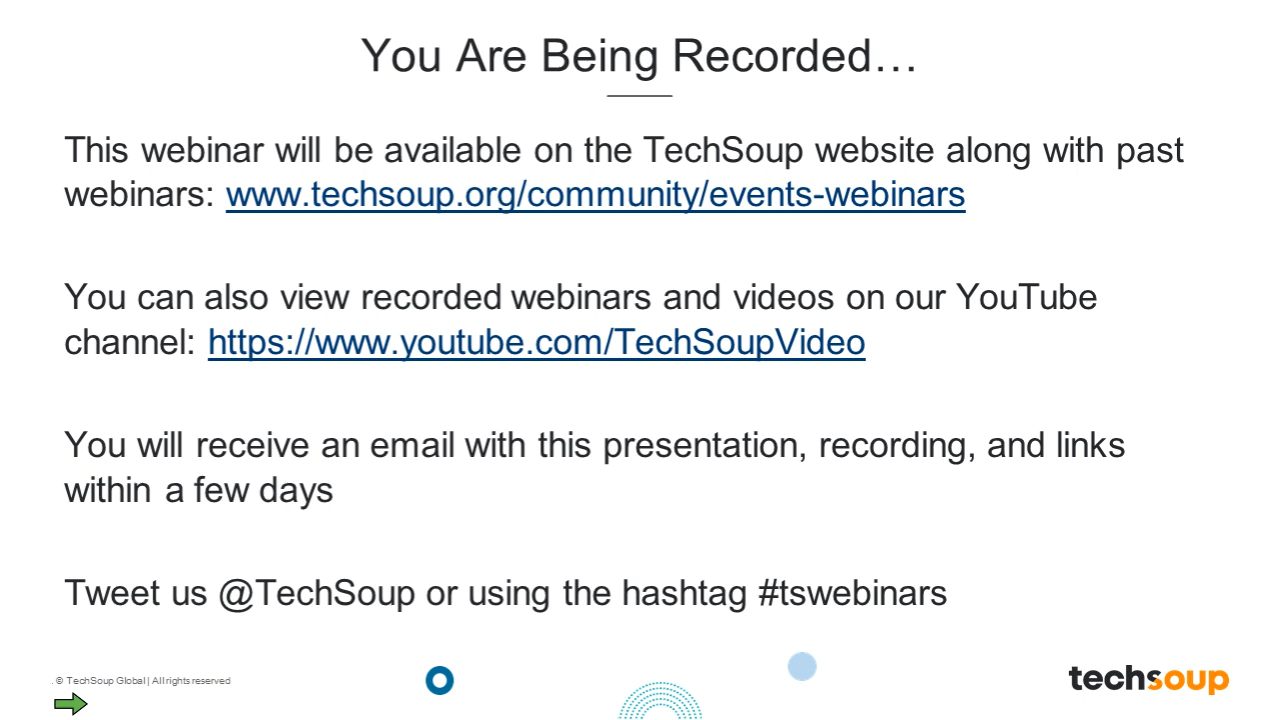 You Are Being Recorded…
This webinar will be available on the TechSoup website along with past
webinars: www.techsoup.org/community/events-webinars
You can also view recorded webinars and videos on our YouTube
channel: https://www.youtube.com/TechSoupVideo
You will receive an email with this presentation, recording, and links
within a few days
Tweet us @TechSoup or using the hashtag #tswebinars
. © TechSoup Global | All rights reserved
techsoup